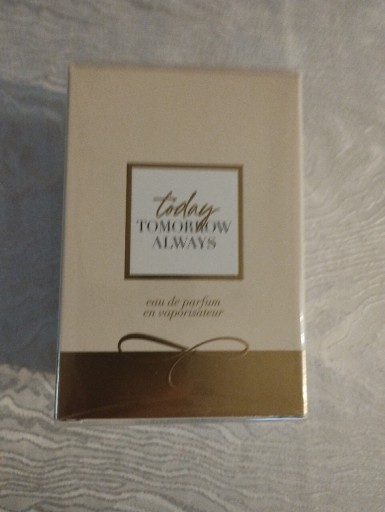 today
TOMORROW
ALWAYS
eau de parfum
en vaporisateur